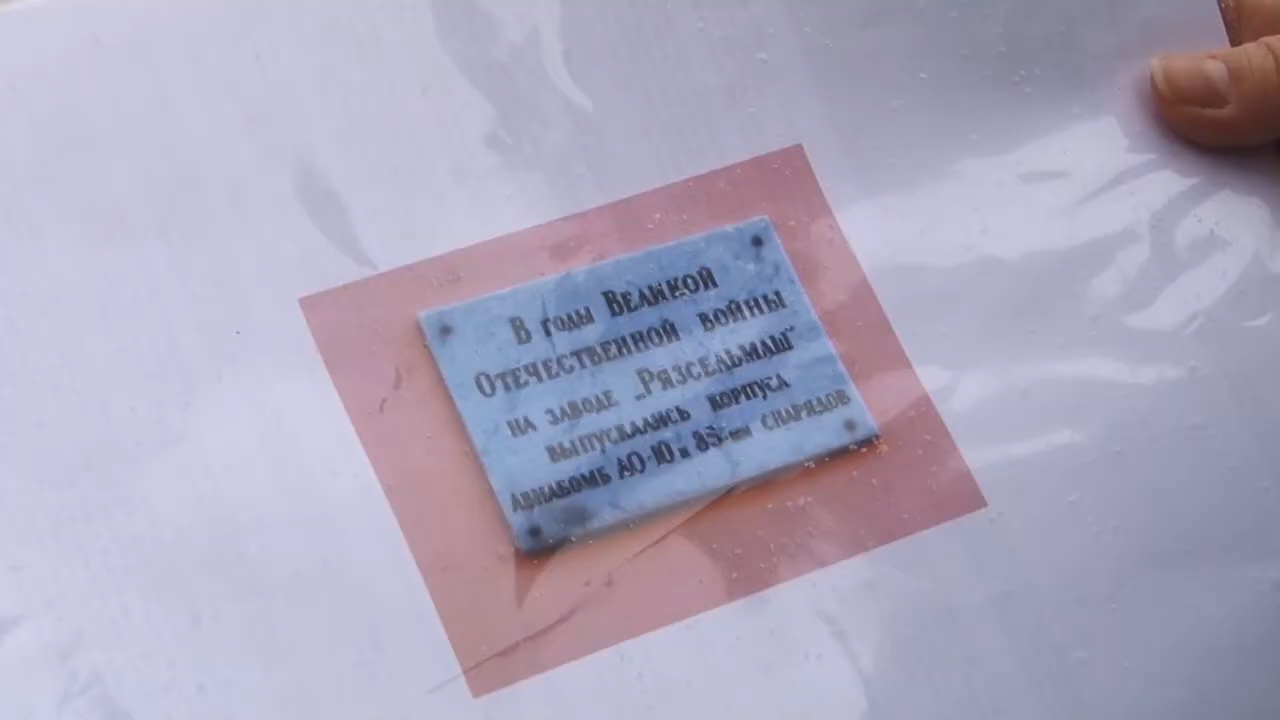 В годы Великой
Отечественной войны
на заводе „Рязсельмаш“
выпускались корпуса
Авиабомб АО-10 и 85-мм снарядов